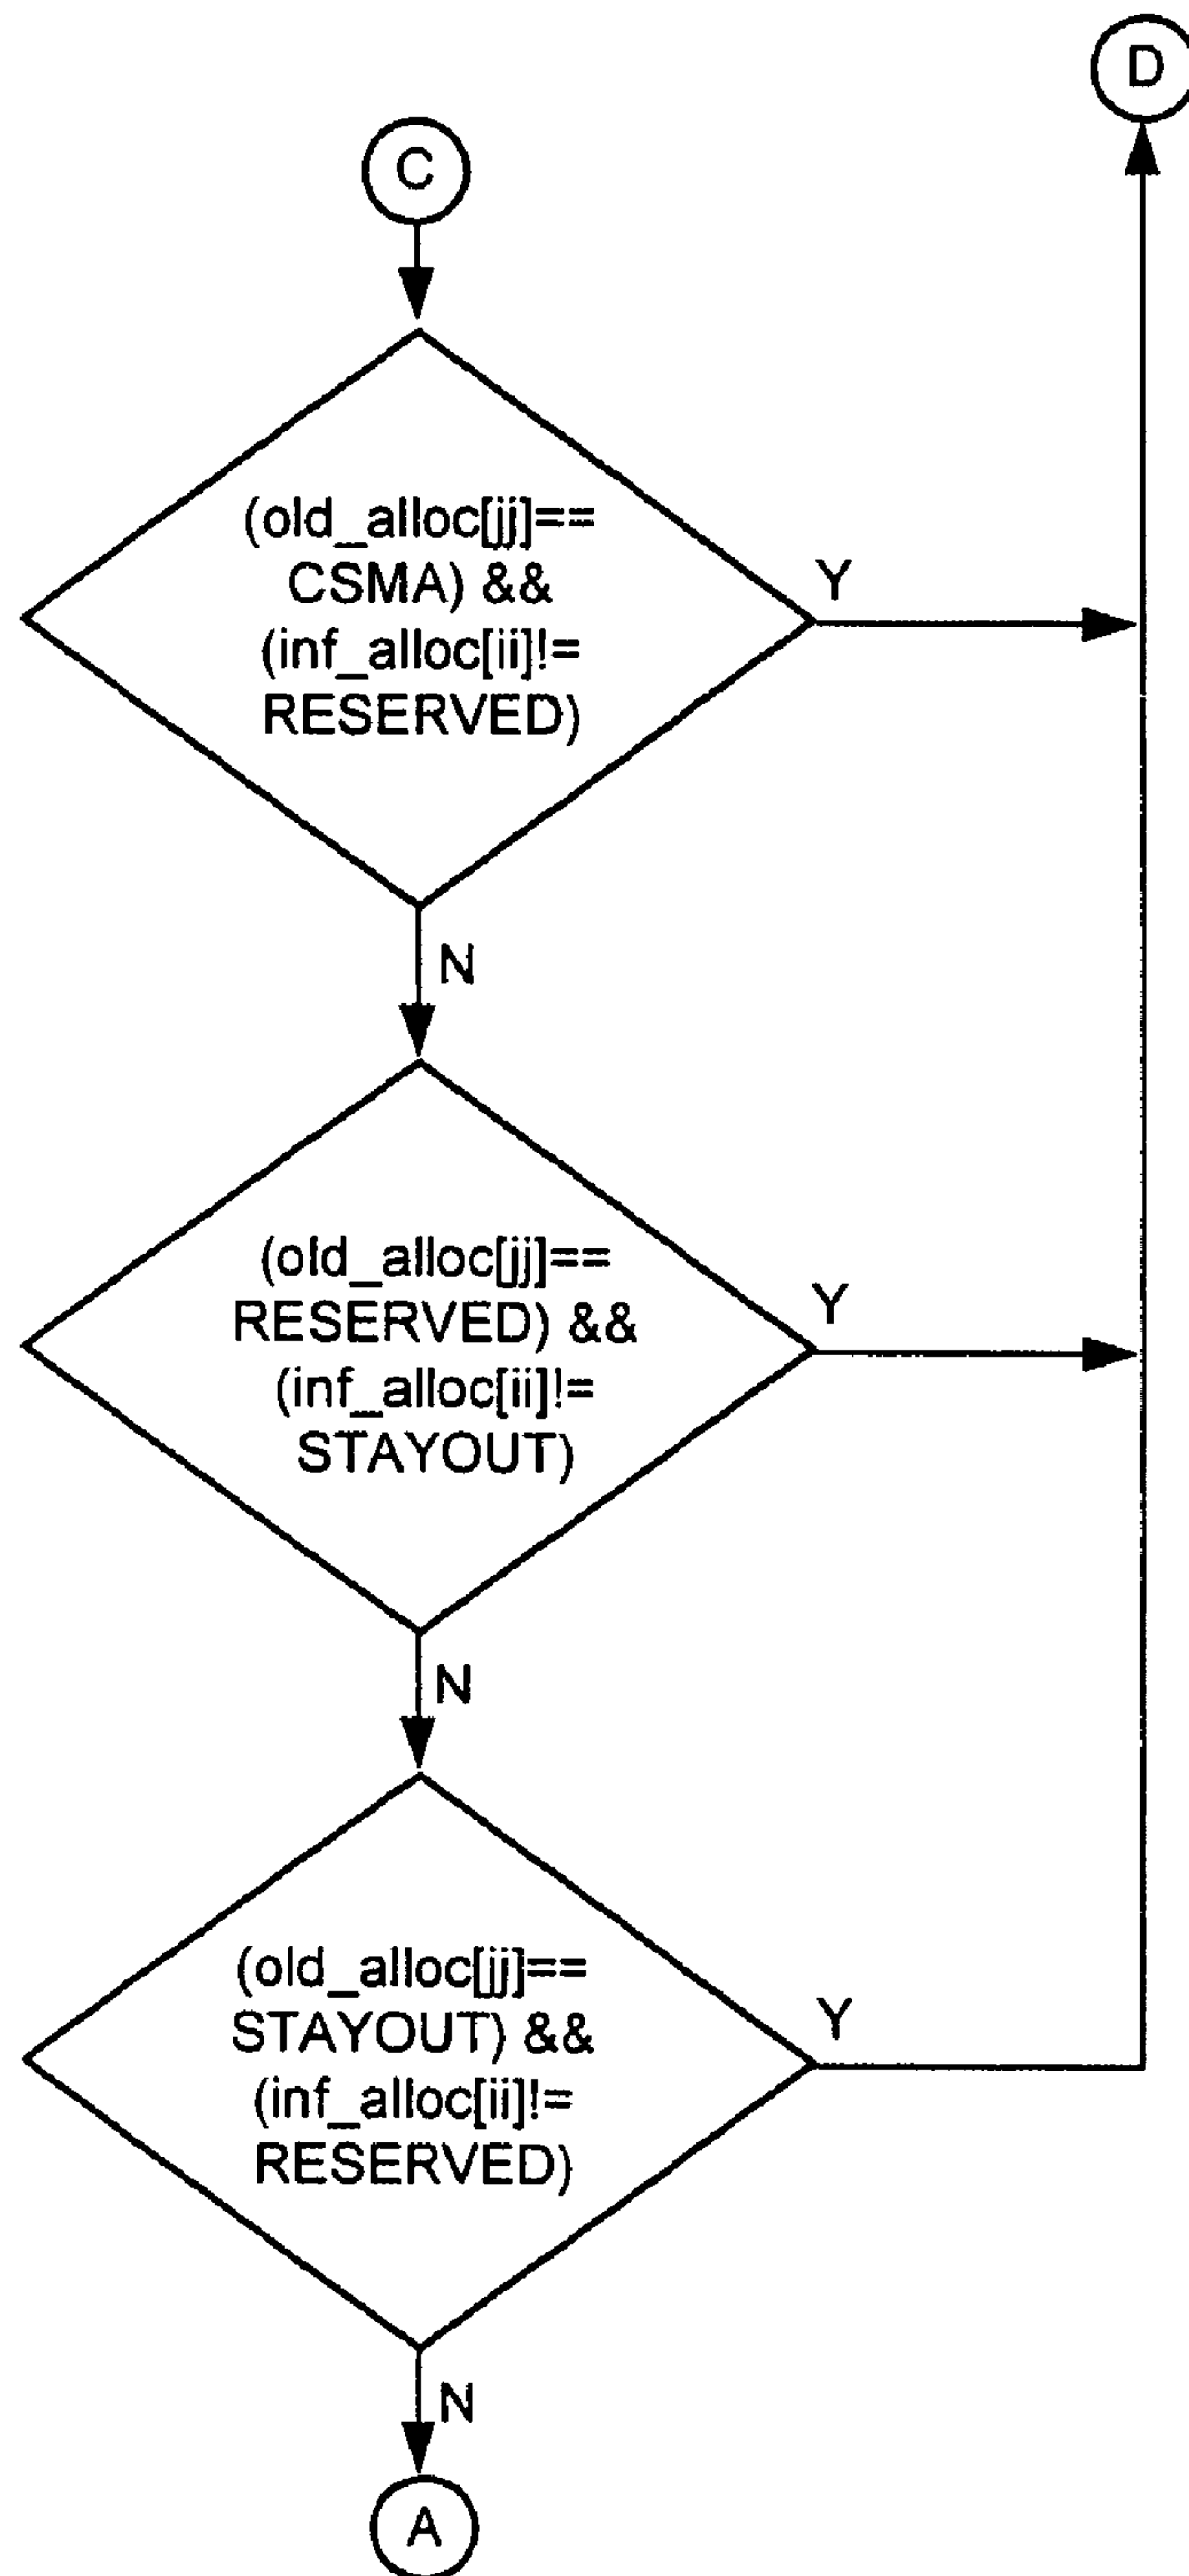 D
C
(old_alloc[jj]==
CSMA) &&
(inf_alloc[ii]!=
RESERVED)
Y
N
(old_alloc[jj]==
RESERVED) &&
(inf_alloc[ii]!=
STAYOUT)
Y
N
(old_alloc[jj]==
STAYOUT) &&
(inf_alloc[ii]!=
RESERVED)
Y
N
A